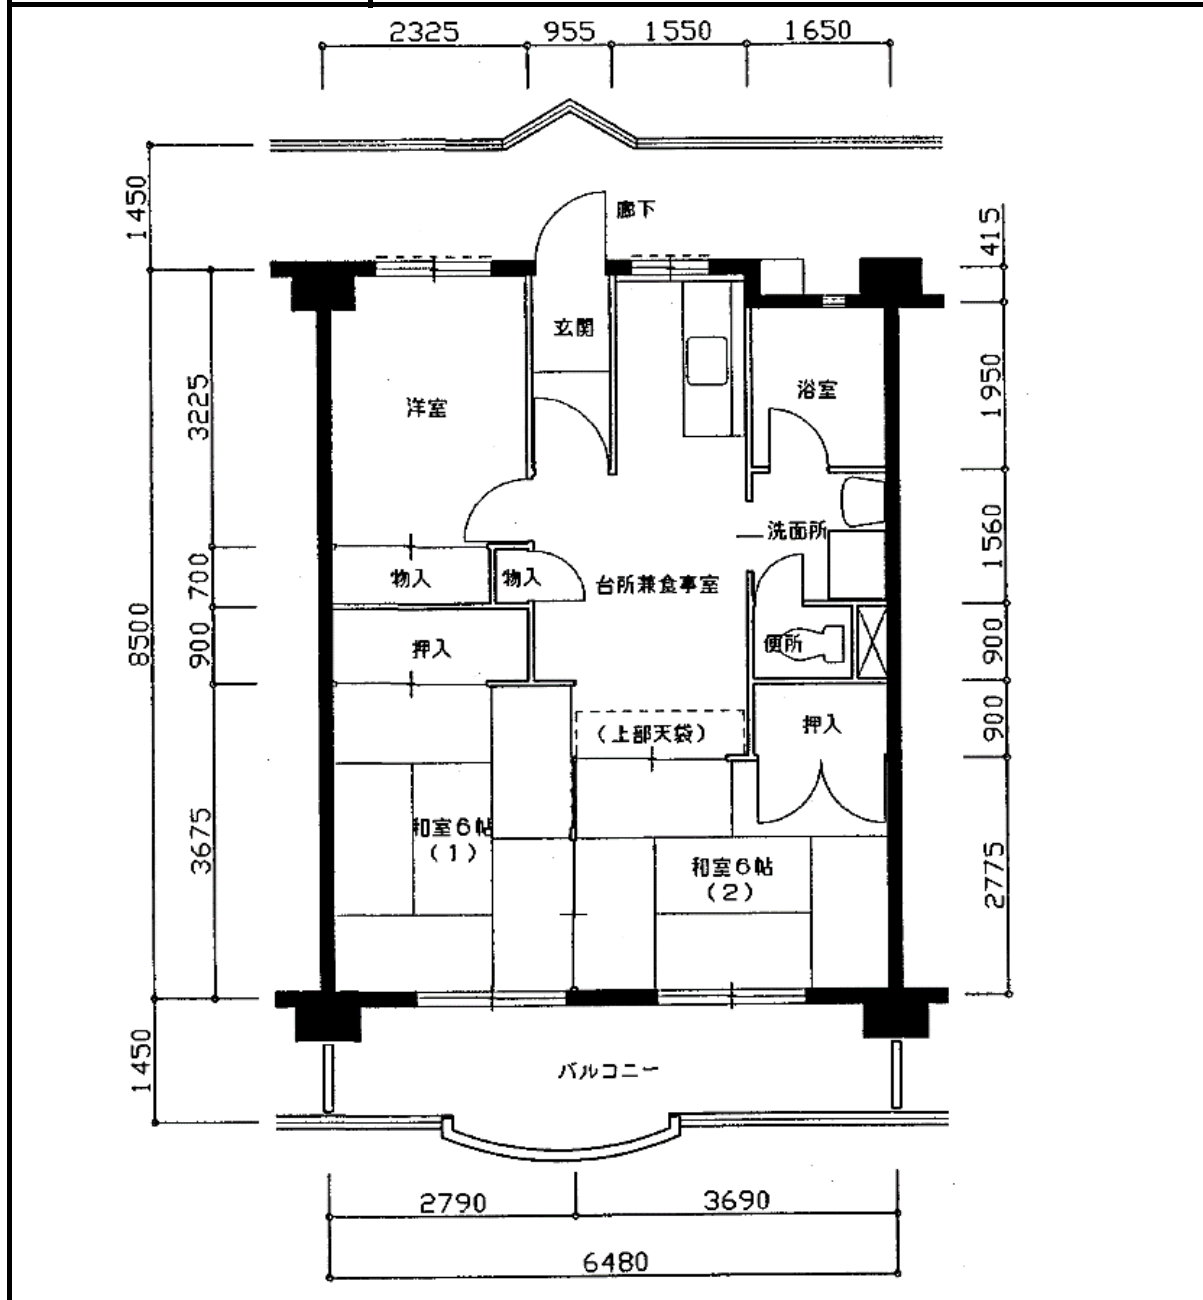 2325 955 1550 1650
1450
廊下
415
玄関
洋室
浴室
3225
1950
洗面所
1560
物入
物入
台所兼食事室
700
8500
押入
便所
900
900
(上部天袋)
押入
900
和室6帖
(1)
和室6帖
(2)
3675
2775
バルコニー
1450
2790
3690
6480